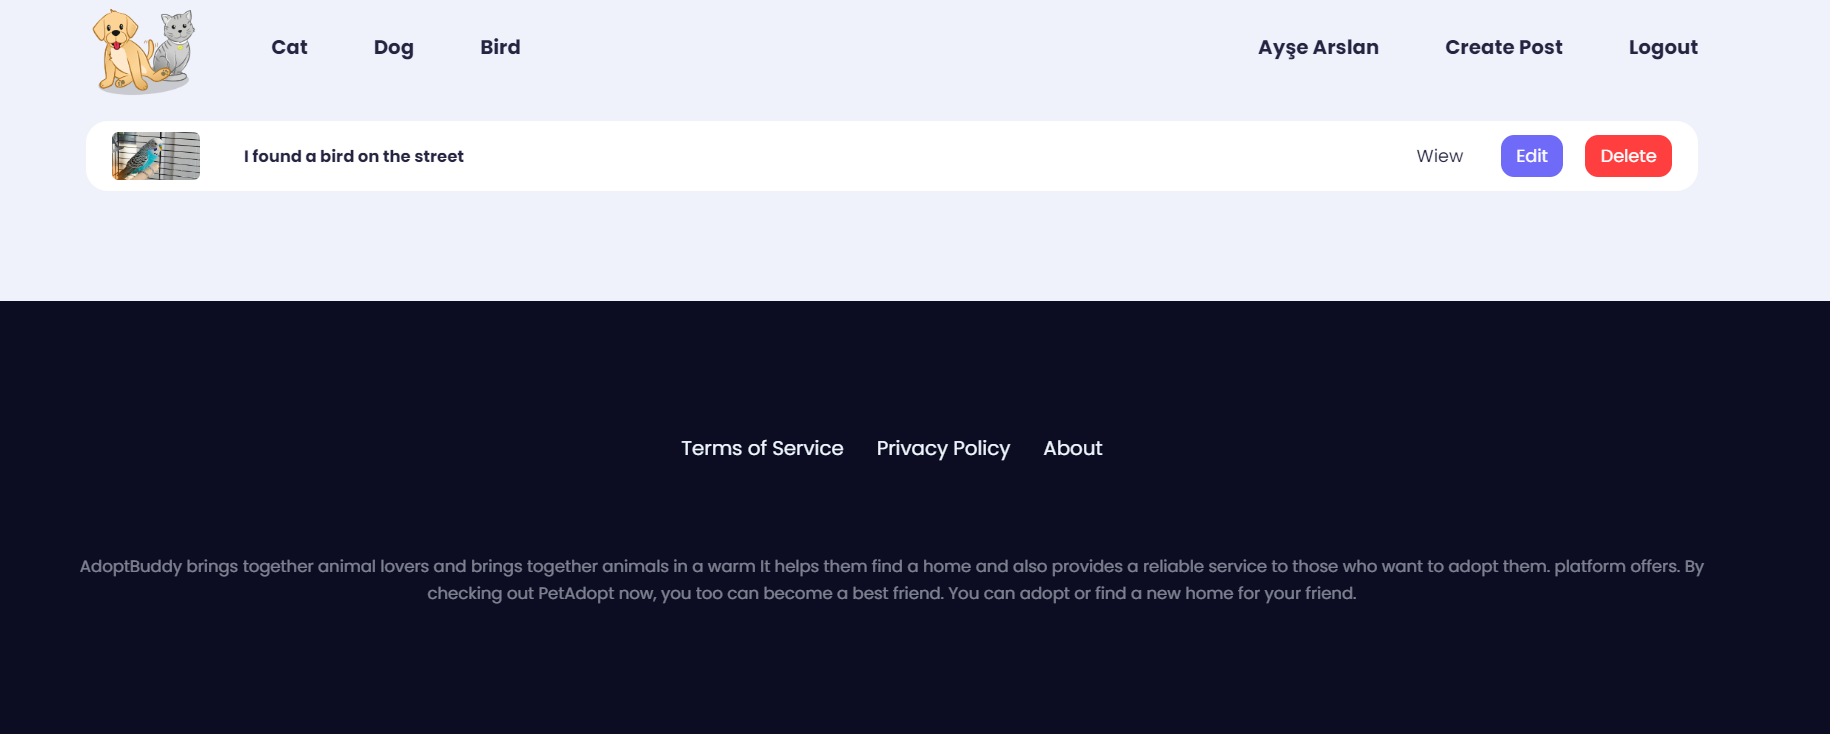 Cat Dog Bird Ayşe Arslan Create Post Logout
I found a bird on the street Wiew Edit Delete
Terms of Service Privacy Policy About
AdoptBuddy brings together animal lovers and brings together animals in a warm It helps them find a home and also provides a reliable service to those who want to adopt them. platform offers. By
checking out PetAdopt now, you too can become a best friend. You can adopt or find a new home for your friend.